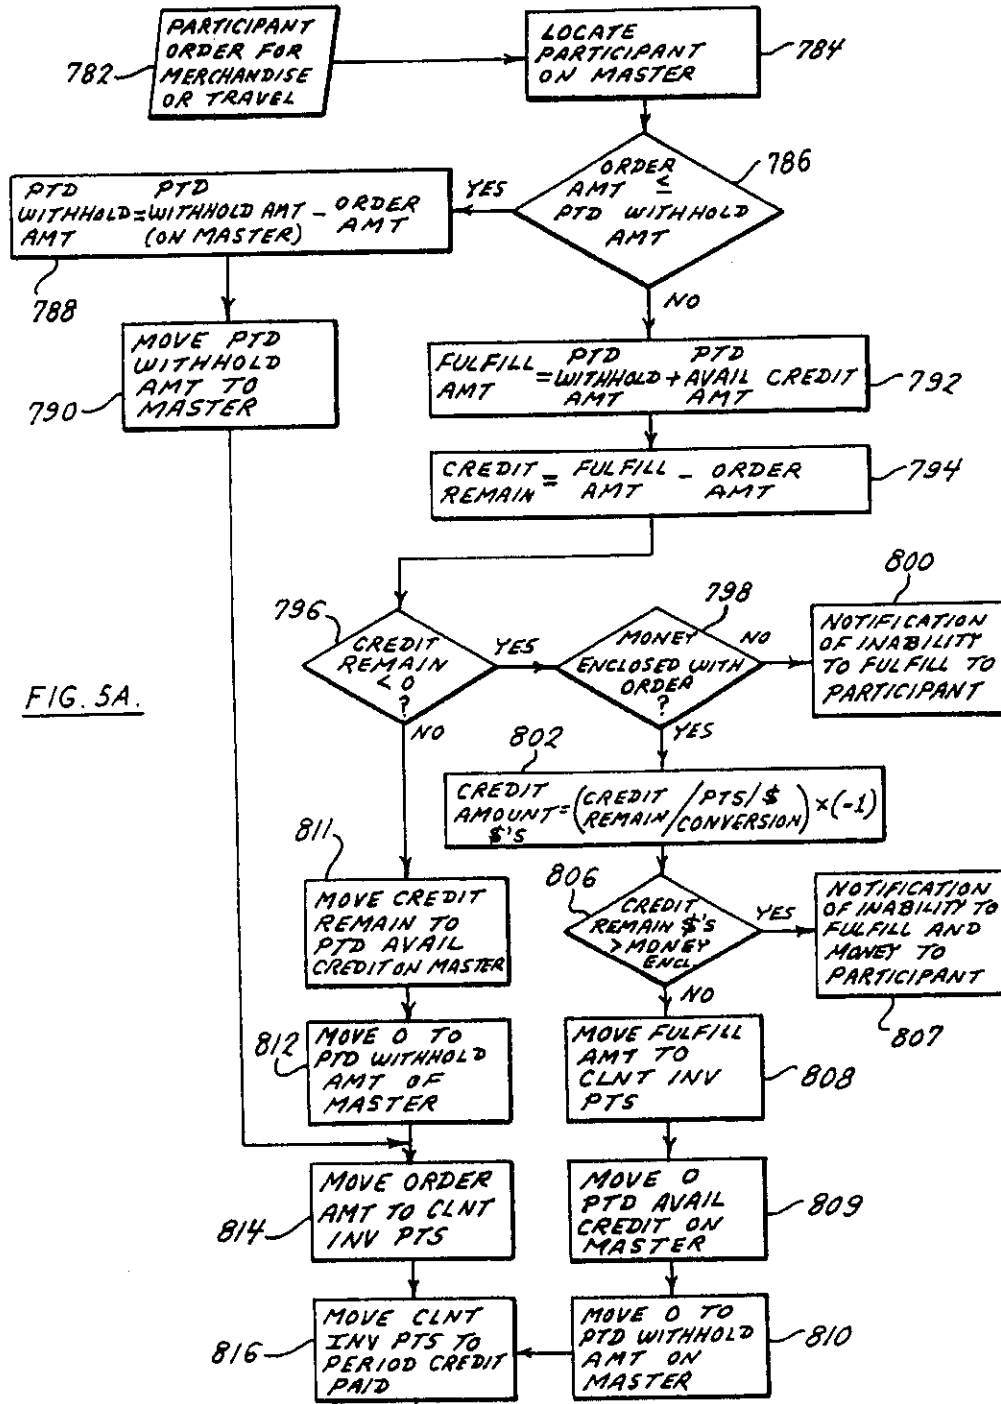 PARTICIPANT
ORDER FOR
MERCHANDISE
OR TRAVEL
782
LOCATE
PARTICIPANT
ON MASTER
784
ORDER
AMT ≤
PTD WITHHOLD
AMT
786
YES
NO
PTD PTD
WITHHOLD=WITHHOLD AMT - ORDER
AMT (ON MASTER) AMT
788
MOVE PTD
WITHHOLD
AMT TO
MASTER
790
FULFILL = PTD + PTD CREDIT
AMT WITHHOLD AVAIL
AMT AMT
792
CREDIT = FULFILL - ORDER
REMAIN AMT AMT
794
796
CREDIT
REMAIN
< 0
?
YES
NO
798
MONEY
ENCLOSED WITH
ORDER
?
NO
YES
800
NOTIFICATION
OF INABILITY
TO FULFILL TO
PARTICIPANT
FIG. 5A.
802
CREDIT
AMOUNT = (CREDIT REMAIN / PTS/$ CONVERSION) × (-1)
$'S
811
MOVE CREDIT
REMAIN TO
PTD AVAIL
CREDIT ON MASTER
806
CREDIT
REMAIN $'S
> MONEY
ENCL.
YES
NO
NOTIFICATION
OF INABILITY TO
FULFILL AND
MONEY TO
PARTICIPANT
807
812
MOVE 0 TO
PTD WITHHOLD
AMT OF
MASTER
MOVE FULFILL
AMT TO
CLNT INV
PTS
808
814
MOVE ORDER
AMT TO CLNT
INV PTS
MOVE 0
PTD AVAIL
CREDIT ON
MASTER
809
816
MOVE CLNT
INV PTS TO
PERIOD CREDIT
PAID
MOVE 0 TO
PTD WITHHOLD
AMT ON
MASTER
810